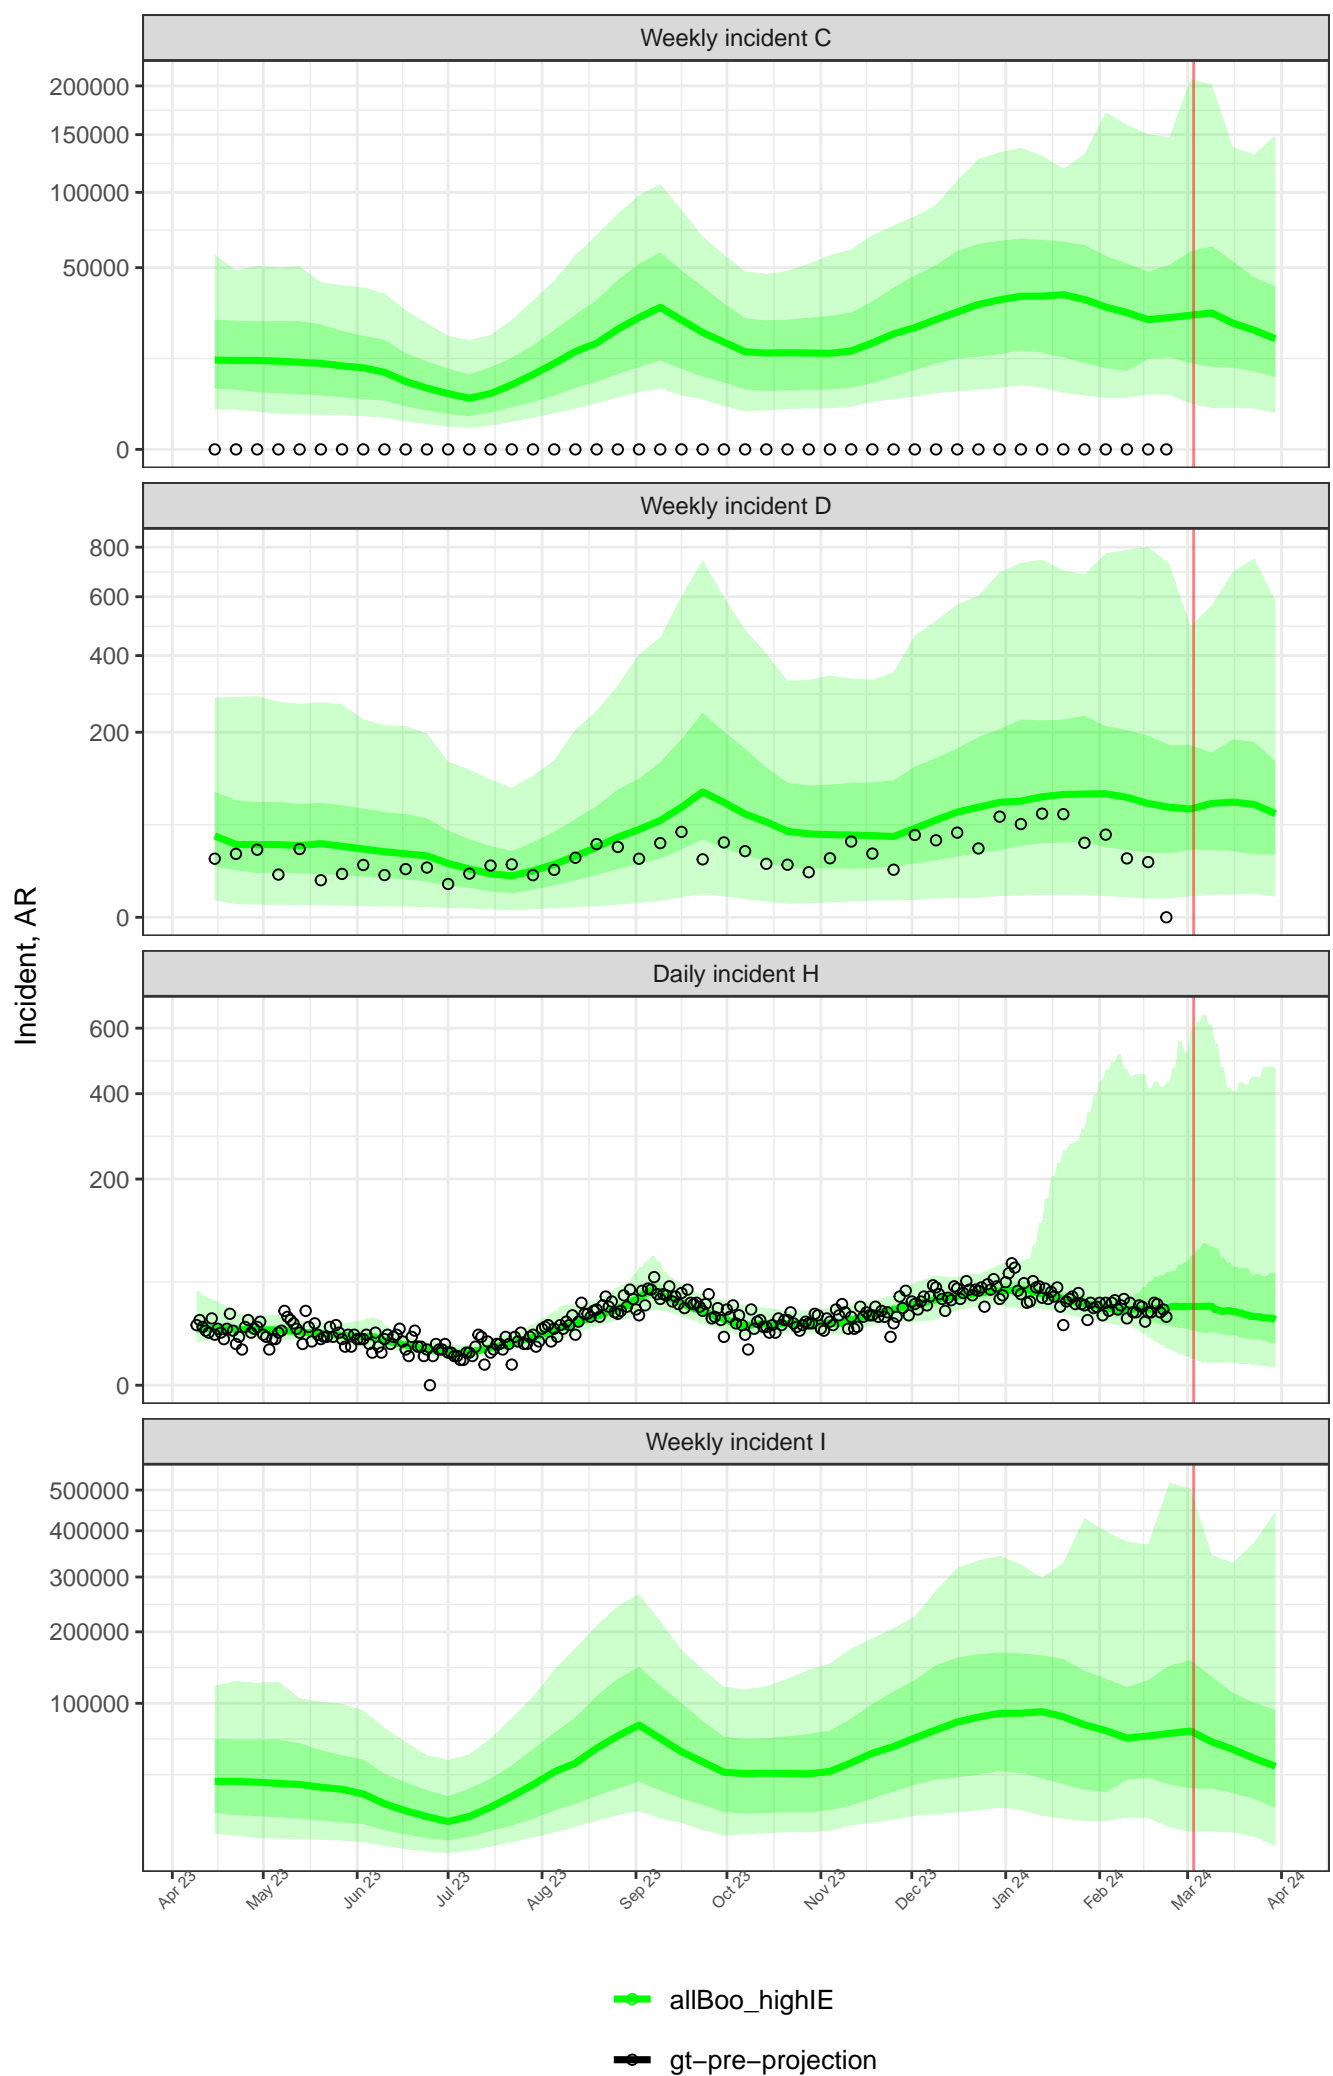 Weekly incident C
200000
150000
100000
50000
0
Weekly incident D
800
600
400
200
0
Incident, AR
Daily incident H
600
400
200
0
Weekly incident I
500000
400000
300000
200000
100000
Apr 23 May 23 Jun 23 Jul 23 Aug 23 Sep 23 Oct 23 Nov 23 Dec 23 Jan 24 Feb 24 Mar 24 Apr 24
allBoo_highIE
gt−pre−projection